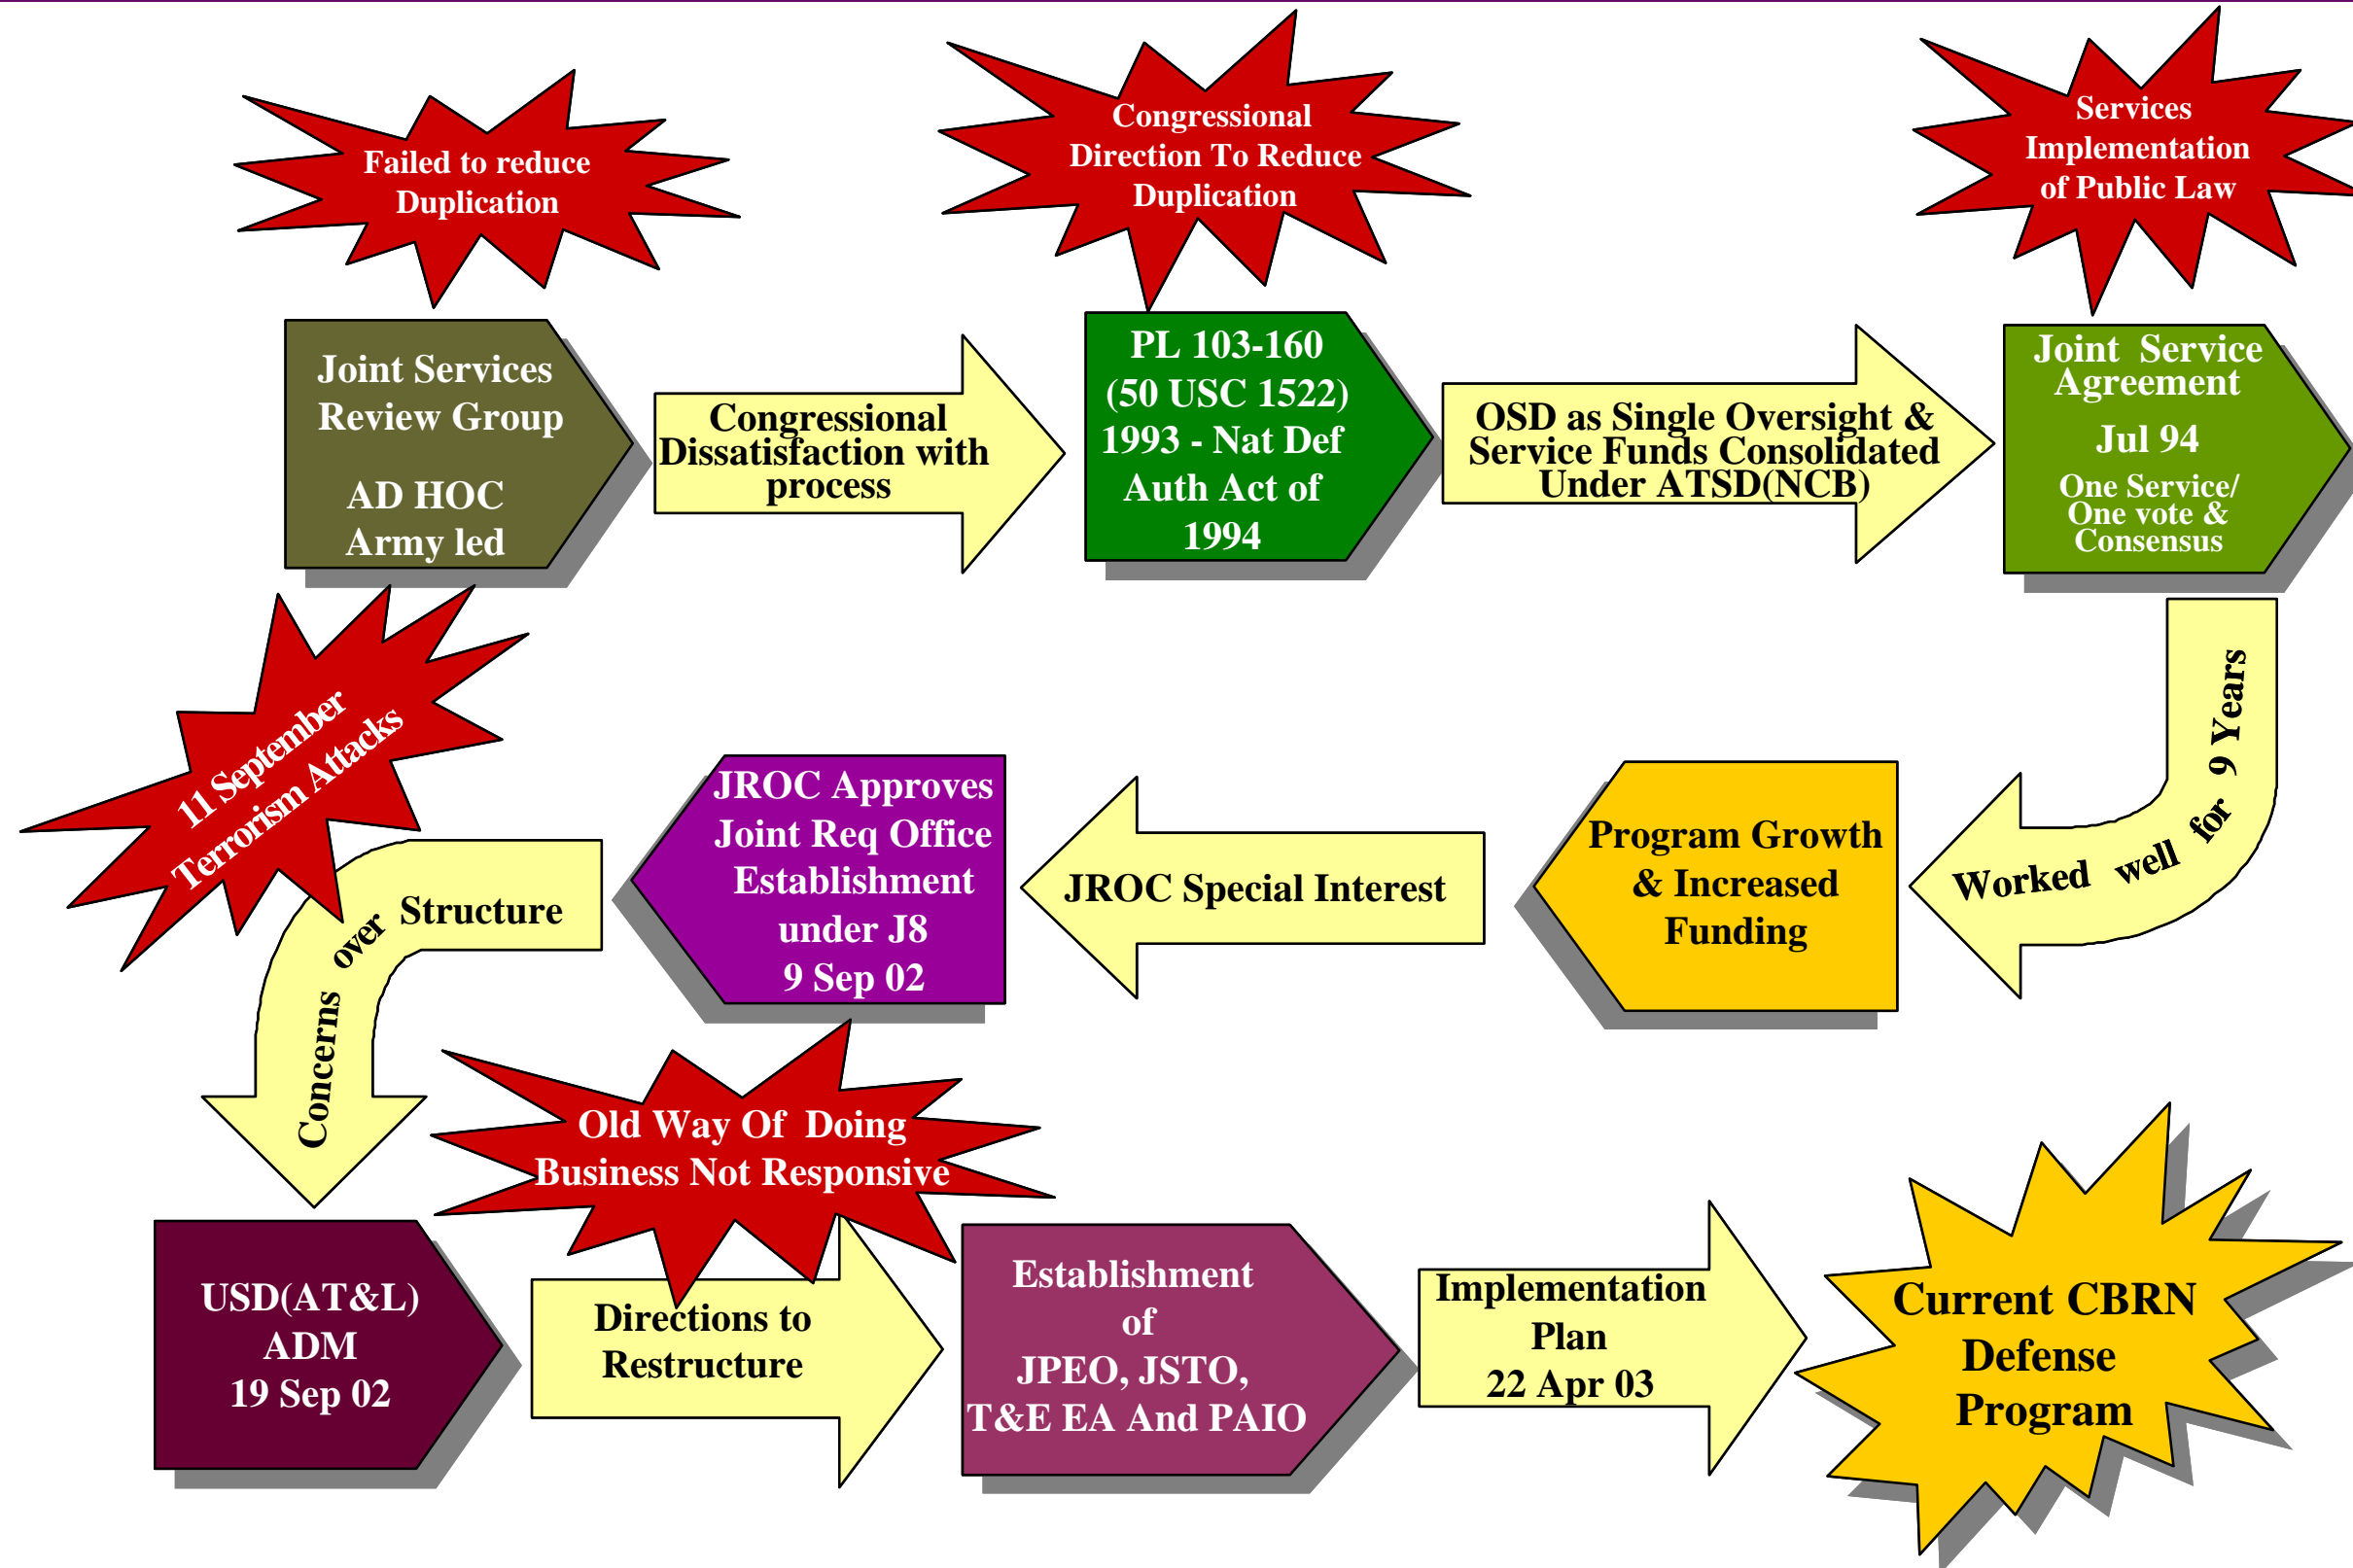 Failed to reduce
Duplication
Congressional
Direction To Reduce
Duplication
Services
Implementation
of Public Law
Joint Services
Review Group
AD HOC
Army led
Congressional
Dissatisfaction with
process
PL 103-160
(50 USC 1522)
1993 - Nat Def
Auth Act of
1994
OSD as Single Oversight &
Service Funds Consolidated
Under ATSD(NCB)
Joint Service
Agreement
Jul 94
One Service/
One vote &
Consensus
Worked well for 9 Years
Program Growth
& Increased
Funding
JROC Special Interest
JROC Approves
Joint Req Office
Establishment
under J8
9 Sep 02
11 September
Terrorism Attacks
Concerns over Structure
USD(AT&L)
ADM
19 Sep 02
Old Way Of Doing
Business Not Responsive
Directions to
Restructure
Establishment
of
JPEO, JSTO,
T&E EA And PAIO
Implementation
Plan
22 Apr 03
Current CBRN
Defense
Program